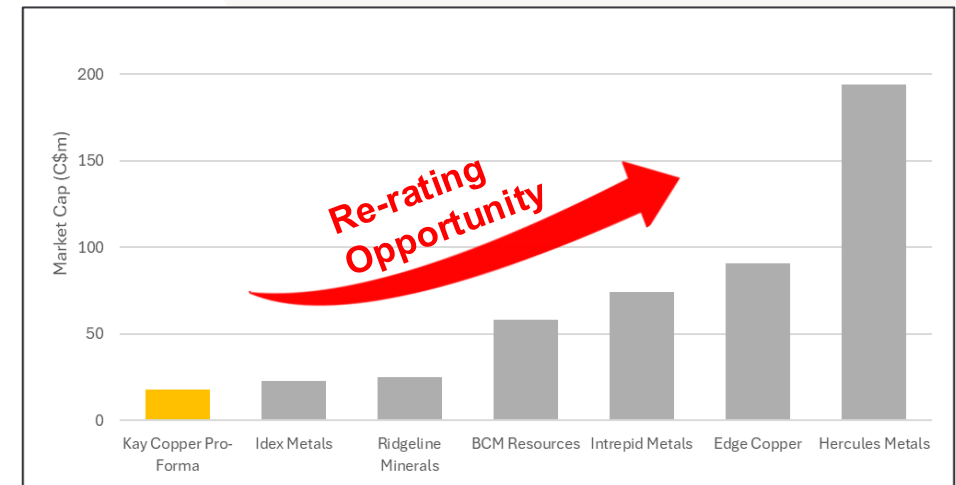 200
150
100
50
0
Market Cap (C$m)
Re-rating
Opportunity
Kay Copper Pro-
Forma
Idex Metals
Ridgeline
Minerals
BCM Resources
Intrepid Metals
Edge Copper
Hercules Metals